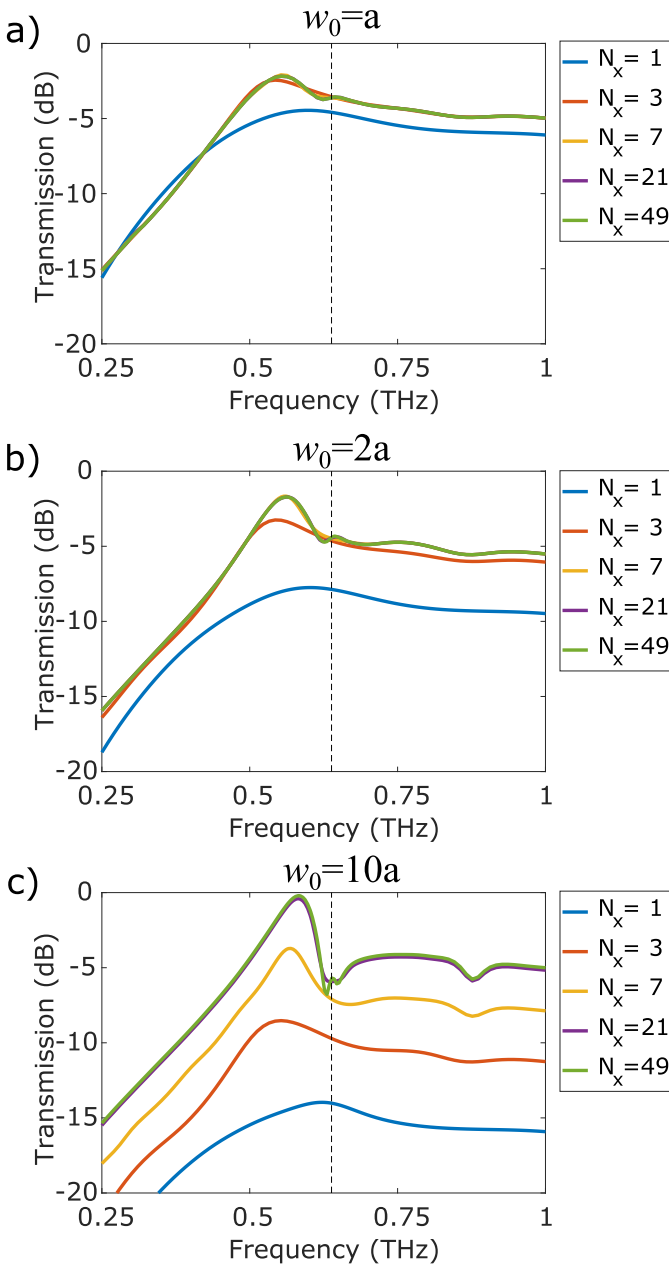 a)
w₀=a
0
-5
-10
-15
-20
Transmission (dB)
0.25
0.5
0.75
1
Frequency (THz)
Nₓ= 1
Nₓ= 3
Nₓ= 7
Nₓ=21
Nₓ=49
b)
w₀=2a
0
-5
-10
-15
-20
Transmission (dB)
0.25
0.5
0.75
1
Frequency (THz)
Nₓ= 1
Nₓ= 3
Nₓ= 7
Nₓ=21
Nₓ=49
c)
w₀=10a
0
-5
-10
-15
-20
Transmission (dB)
0.25
0.5
0.75
1
Frequency (THz)
Nₓ= 1
Nₓ= 3
Nₓ= 7
Nₓ=21
Nₓ=49